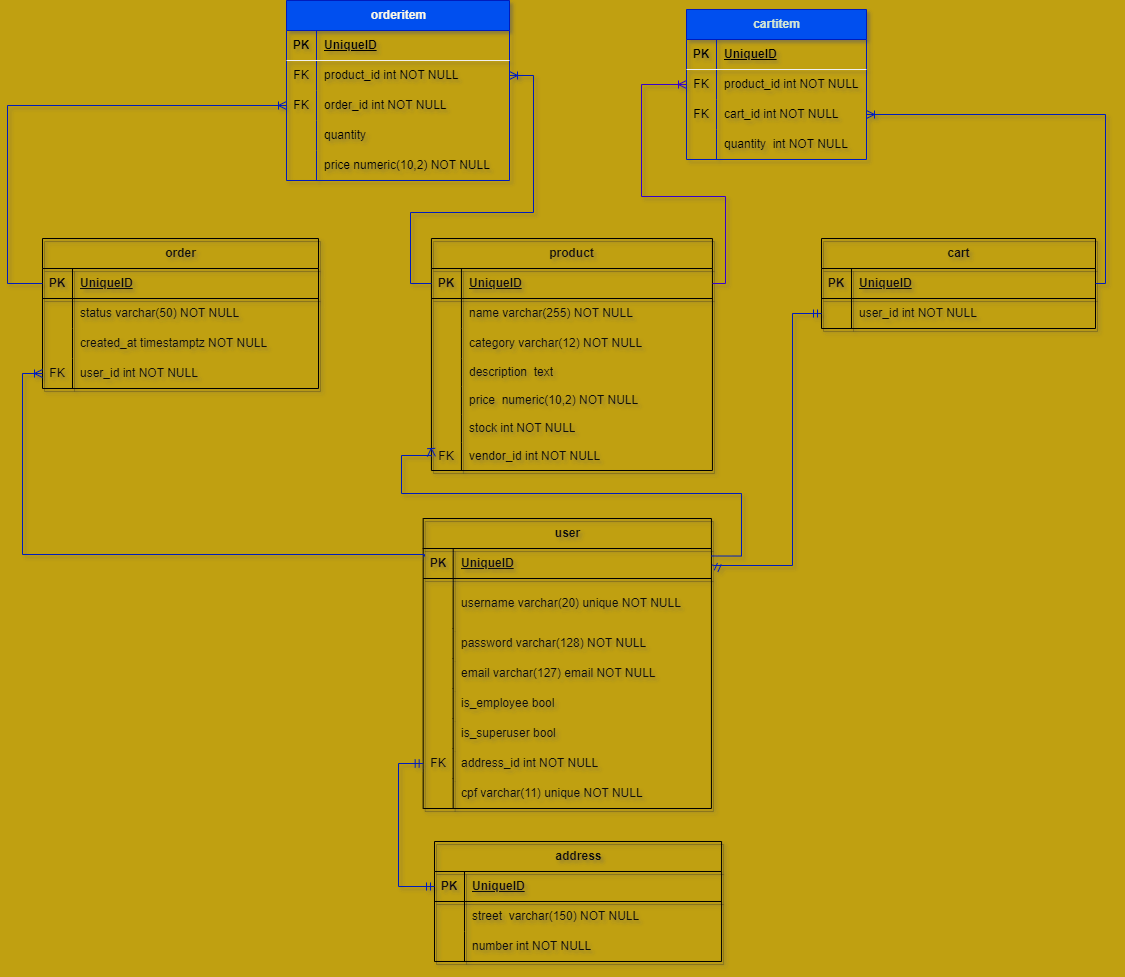 orderitem
PK UniqueID
FK product_id int NOT NULL
FK order_id int NOT NULL
quantity
price numeric(10,2) NOT NULL
cartitem
PK UniqueID
FK product_id int NOT NULL
FK cart_id int NOT NULL
quantity int NOT NULL
order
PK UniqueID
status varchar(50) NOT NULL
created_at timestamptz NOT NULL
FK user_id int NOT NULL
product
PK UniqueID
name varchar(255) NOT NULL
category varchar(12) NOT NULL
description text
price numeric(10,2) NOT NULL
stock int NOT NULL
FK vendor_id int NOT NULL
cart
PK UniqueID
user_id int NOT NULL
user
PK UniqueID
username varchar(20) unique NOT NULL
password varchar(128) NOT NULL
email varchar(127) email NOT NULL
is_employee bool
is_superuser bool
FK address_id int NOT NULL
cpf varchar(11) unique NOT NULL
address
PK UniqueID
street varchar(150) NOT NULL
number int NOT NULL